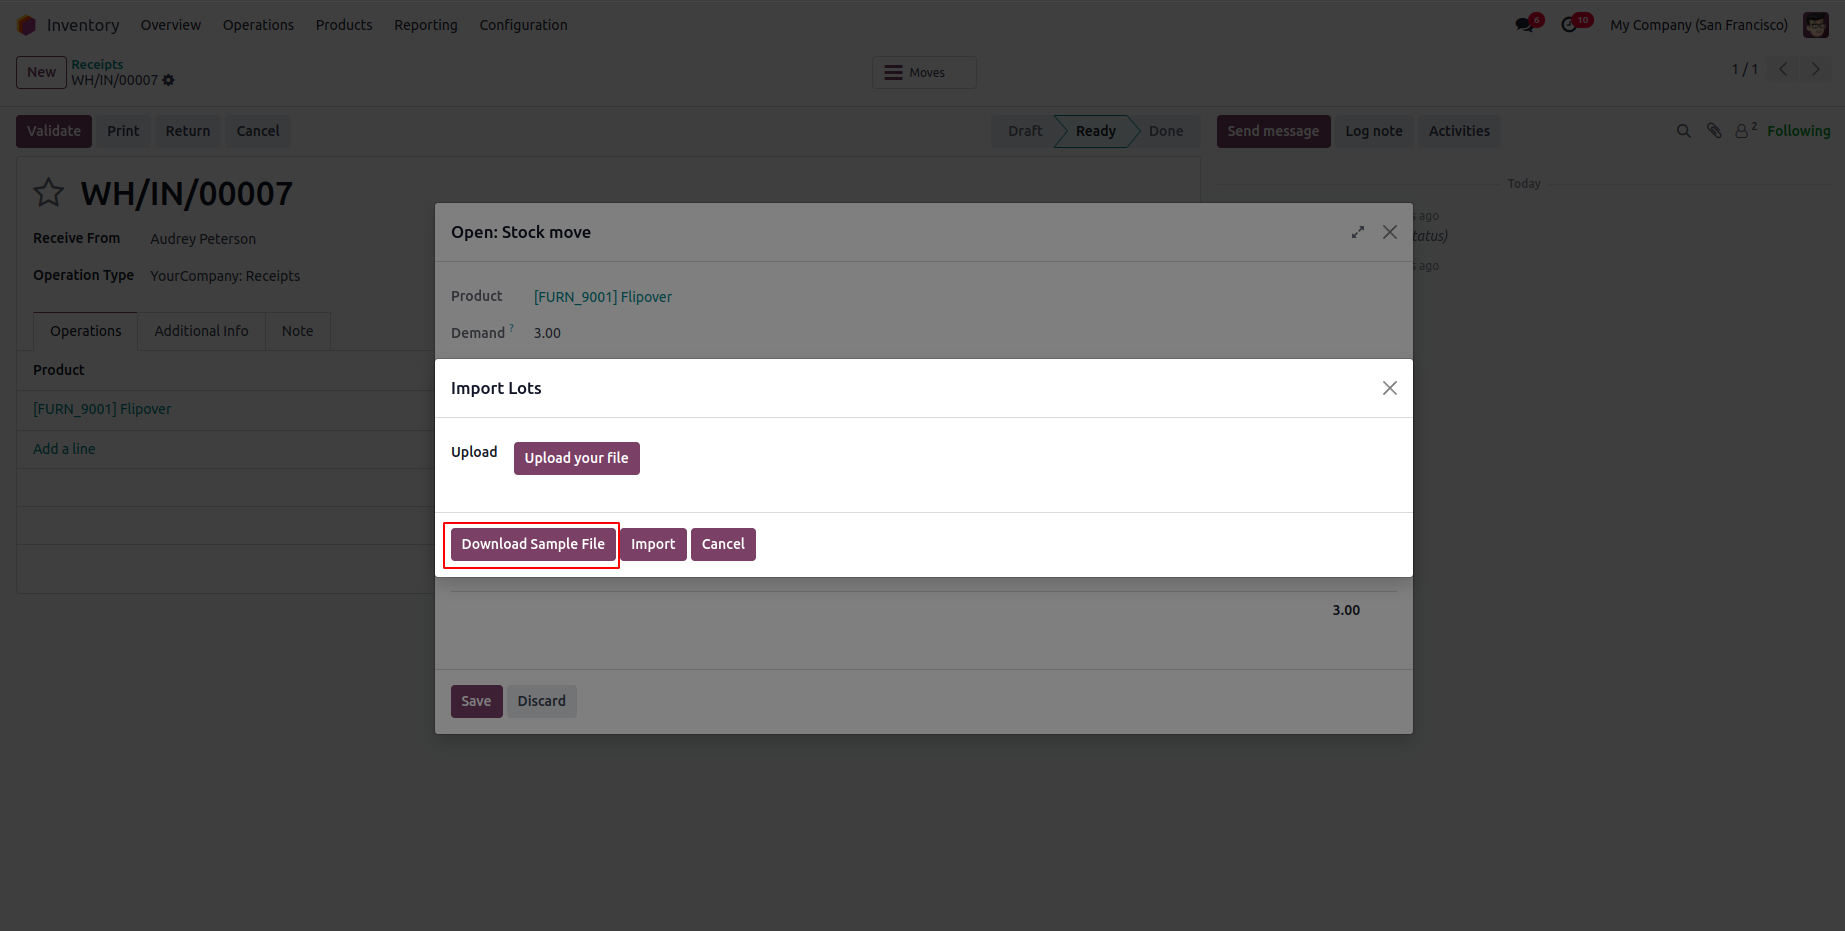 Inventory Overview Operations Products Reporting Configuration 6 10 My Company (San Francisco)
New Receipts
WH/IN/00007
Moves
1 / 1
Validate Print Return Cancel Draft Ready Done Send message Log note Activities 2 Following
WH/IN/00007
Today
Receive From Audrey Peterson
Operation Type YourCompany: Receipts
Operations Additional Info Note
Product
[FURN_9001] Flipover
Add a line
s ago
tatus)
s ago
Open: Stock move
Product [FURN_9001] Flipover
Demand ? 3.00
Import Lots
Upload Upload your file
Download Sample File Import Cancel
3.00
Save Discard